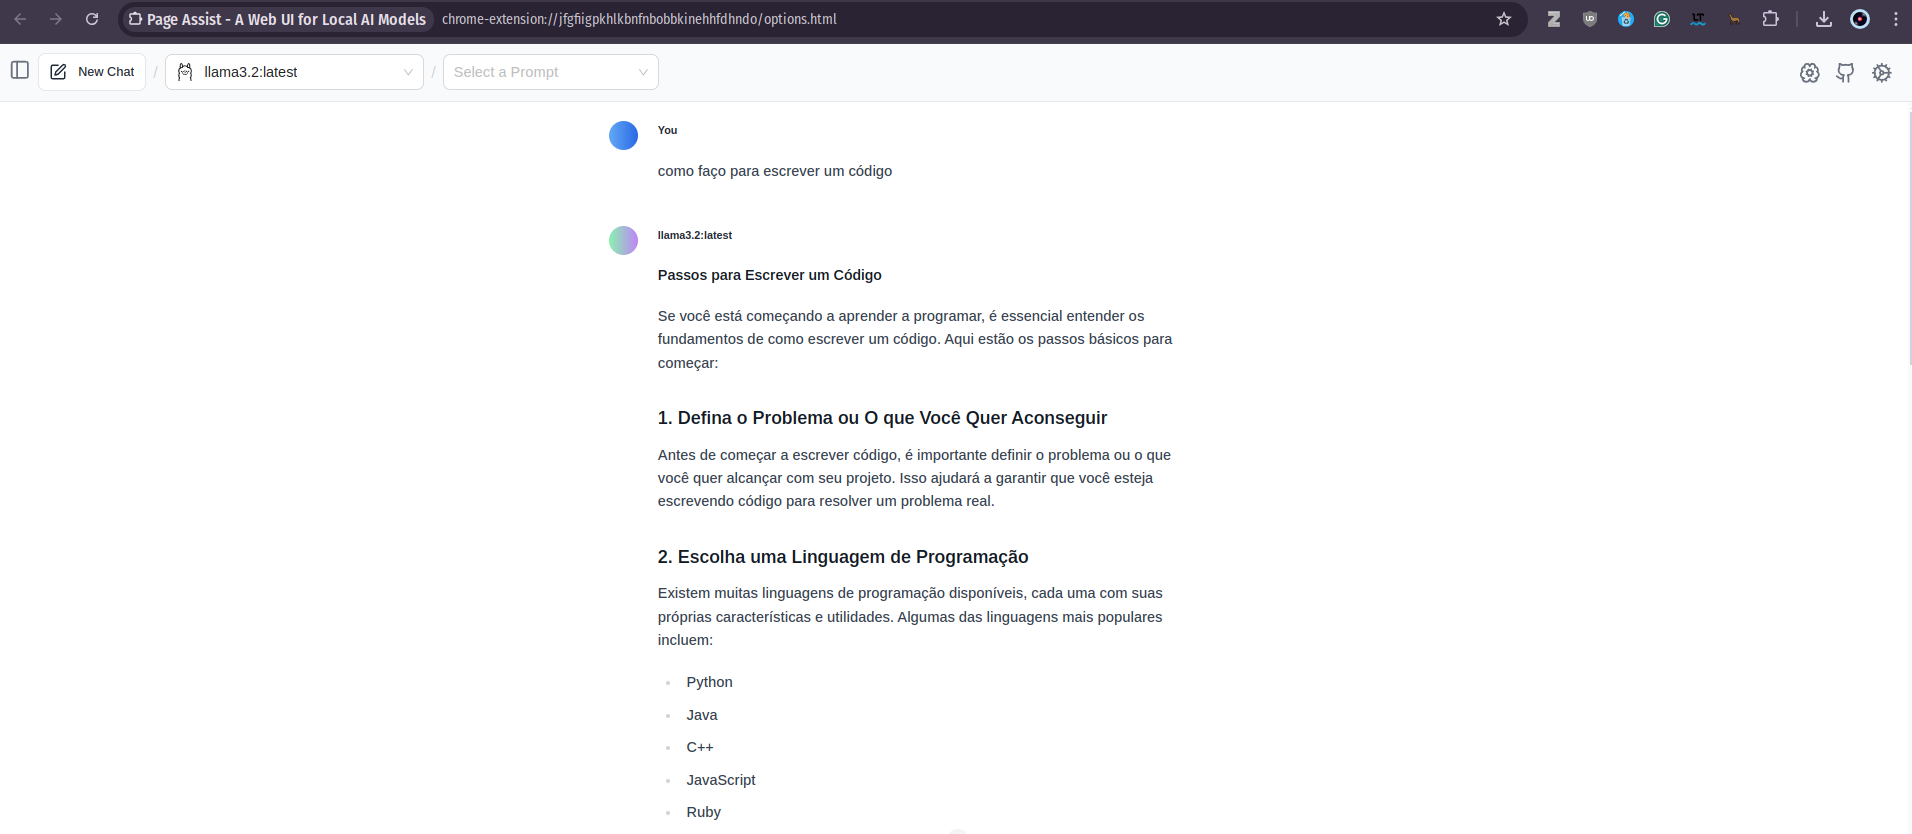 Page Assist - A Web UI for Local AI Models chrome-extension://jfgfiigpkhlkbnfnbobbkinehhfdhndo/options.html
New Chat / llama3.2:latest / Select a Prompt
You
como faço para escrever um código
llama3.2:latest
Passos para Escrever um Código
Se você está começando a aprender a programar, é essencial entender os
fundamentos de como escrever um código. Aqui estão os passos básicos para
começar:
1. Defina o Problema ou O que Você Quer Aconseguir
Antes de começar a escrever código, é importante definir o problema ou o que
você quer alcançar com seu projeto. Isso ajudará a garantir que você esteja
escrevendo código para resolver um problema real.
2. Escolha uma Linguagem de Programação
Existem muitas linguagens de programação disponíveis, cada uma com suas
próprias características e utilidades. Algumas das linguagens mais populares
incluem:
Python
Java
C++
JavaScript
Ruby